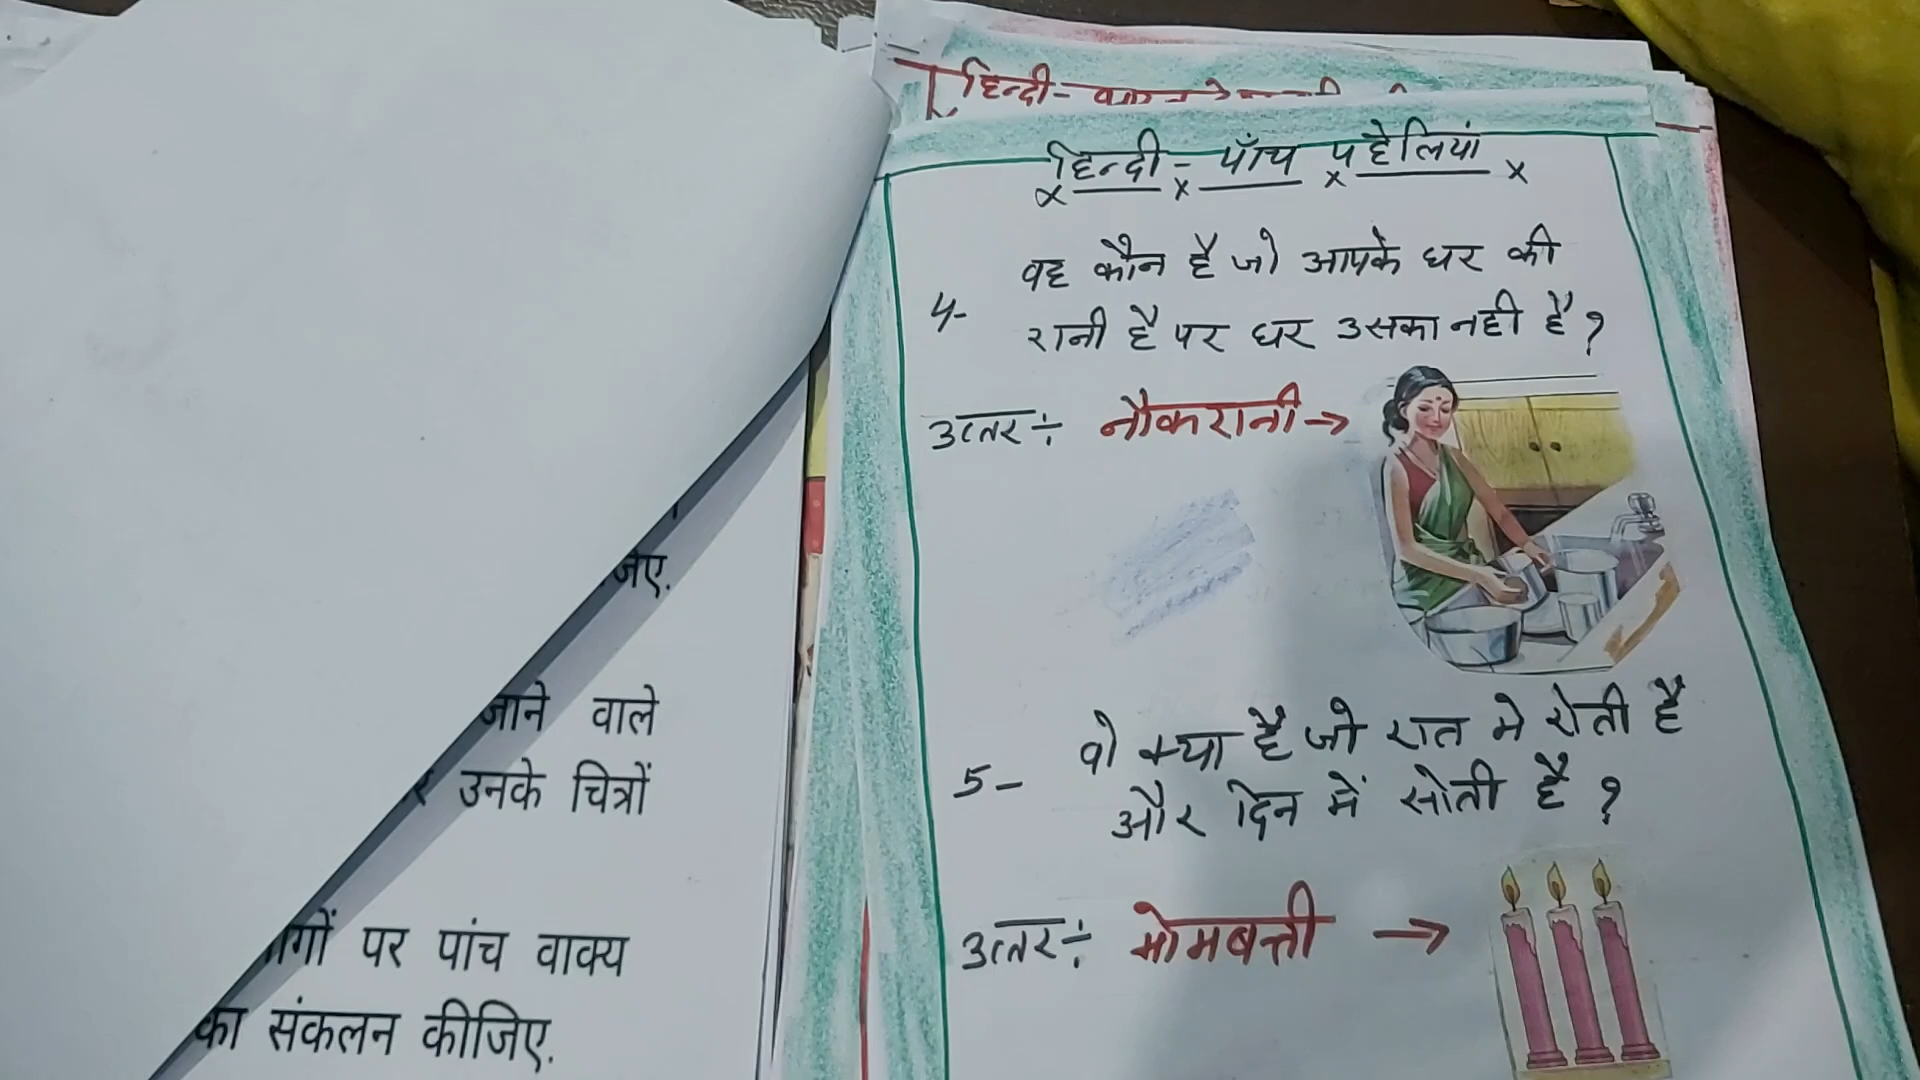 जिए.
जाने वाले
उनके चित्रों
पर पांच वाक्य
का संकलन कीजिए.
हिन्दी-
हिन्दी - पाँच पहेलियां
4- वह कौन है जो आपके घर की
रानी है पर घर उसका नही है?
उत्तर÷ नौकरानी→
5- वो क्या है जो रात मे रोती है
और दिन में सोती है?
उत्तर÷ मोमबत्ती →